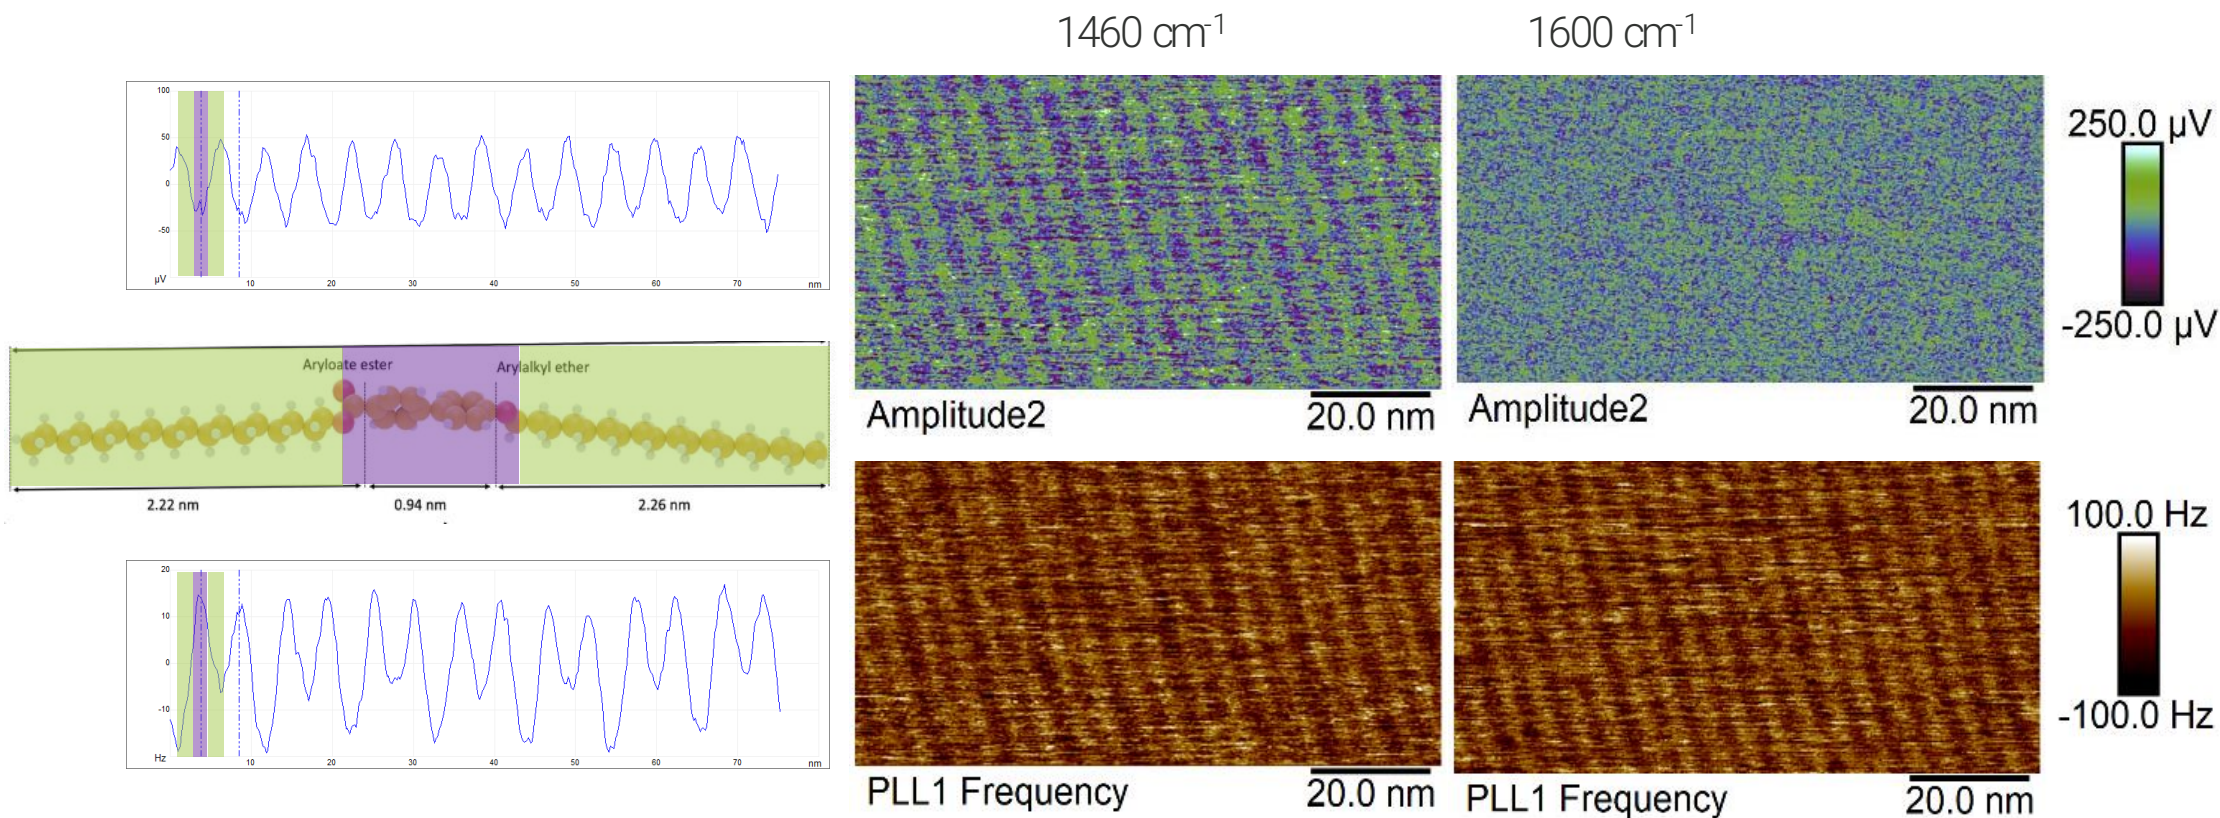 1460 cm⁻¹
1600 cm⁻¹
100
50
0
-50
µV
10 20 30 40 50 60 70 nm
Aryloate ester
Arylalkyl ether
2.22 nm
0.94 nm
2.26 nm
20
10
0
-10
Hz
10 20 30 40 50 60 70 nm
Amplitude2
20.0 nm
Amplitude2
20.0 nm
250.0 µV
-250.0 µV
PLL1 Frequency
20.0 nm
PLL1 Frequency
20.0 nm
100.0 Hz
-100.0 Hz